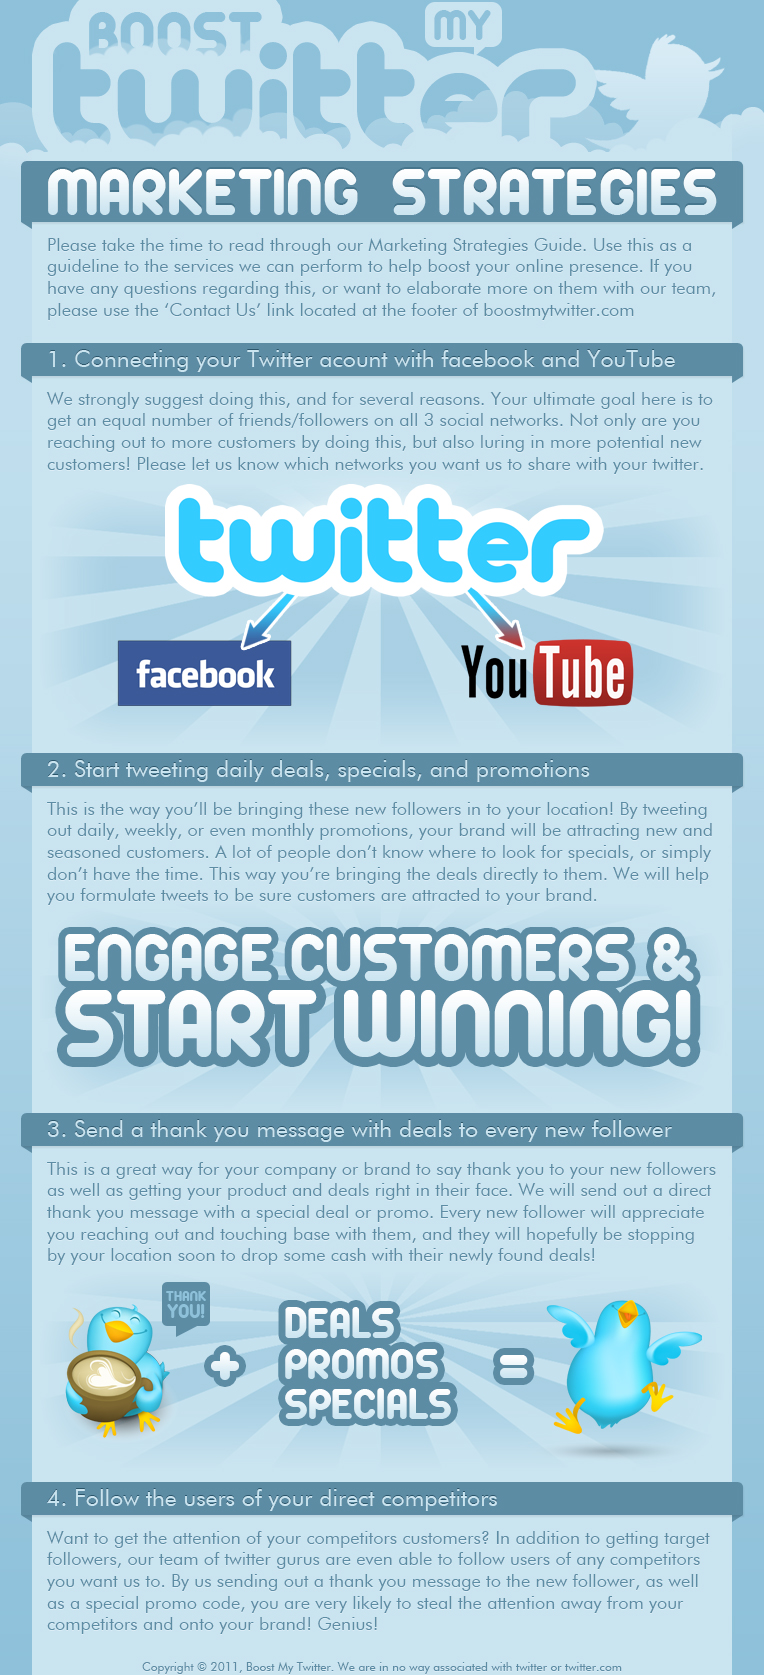 BOOST MY
twitter
MARKETING STRATEGIES
Please take the time to read through our Marketing Strategies Guide. Use this as a
guideline to the services we can perform to help boost your online presence. If you
have any questions regarding this, or want to elaborate more on them with our team,
please use the ‘Contact Us’ link located at the footer of boostmytwitter.com
1. Connecting your Twitter acount with facebook and YouTube
We strongly suggest doing this, and for several reasons. Your ultimate goal here is to
get an equal number of friends/followers on all 3 social networks. Not only are you
reaching out to more customers by doing this, but also luring in more potential new
customers! Please let us know which networks you want us to share with your twitter.
twitter
facebook
YouTube
2. Start tweeting daily deals, specials, and promotions
This is the way you’ll be bringing these new followers in to your location! By tweeting
out daily, weekly, or even monthly promotions, your brand will be attracting new and
seasoned customers. A lot of people don’t know where to look for specials, or simply
don’t have the time. This way you’re bringing the deals directly to them. We will help
you formulate tweets to be sure customers are attracted to your brand.
ENGAGE CUSTOMERS &
START WINNING!
3. Send a thank you message with deals to every new follower
This is a great way for your company or brand to say thank you to your new followers
as well as getting your product and deals right in their face. We will send out a direct
thank you message with a special deal or promo. Every new follower will appreciate
you reaching out and touching base with them, and they will hopefully be stopping
by your location soon to drop some cash with their newly found deals!
THANK
YOU!
+
DEALS
PROMOS
SPECIALS
=
4. Follow the users of your direct competitors
Want to get the attention of your competitors customers? In addition to getting target
followers, our team of twitter gurus are even able to follow users of any competitors
you want us to. By us sending out a thank you message to the new follower, as well
as a special promo code, you are very likely to steal the attention away from your
competitors and onto your brand! Genius!
Copyright © 2011, Boost My Twitter. We are in no way associated with twitter or twitter.com